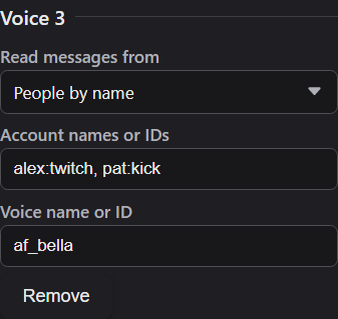 Voice 3
Read messages from
People by name
Account names or IDs
alex:twitch, pat:kick
Voice name or ID
af_bella
Remove